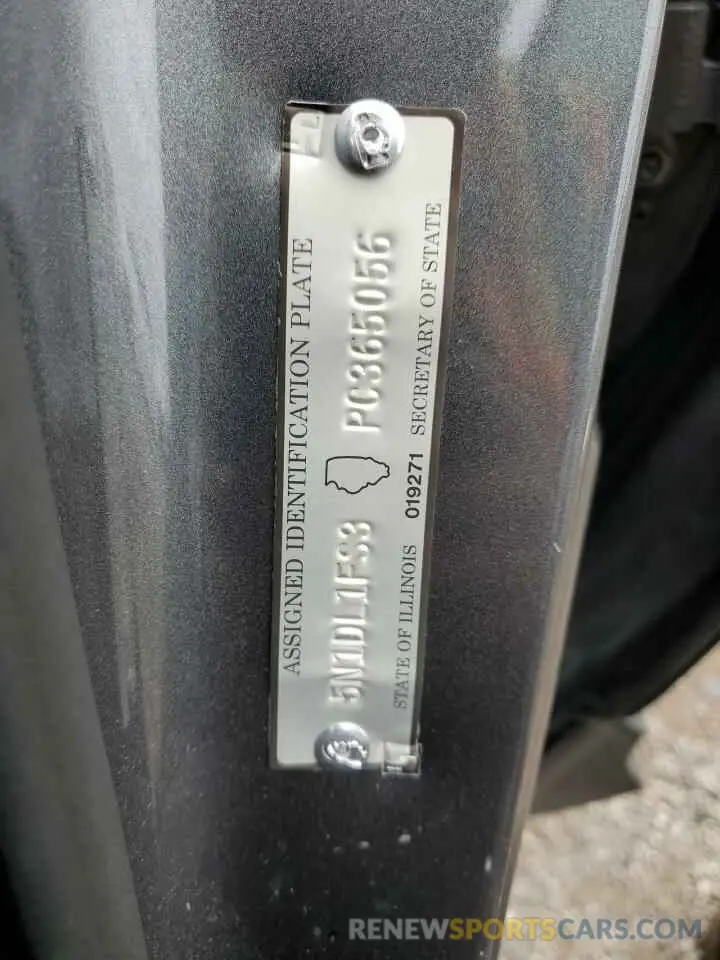 ASSIGNED IDENTIFICATION PLATE
5N1DL1FS3 PC365056
STATE OF ILLINOIS 019271 SECRETARY OF STATE
RENEWSPORTSCARS.COM